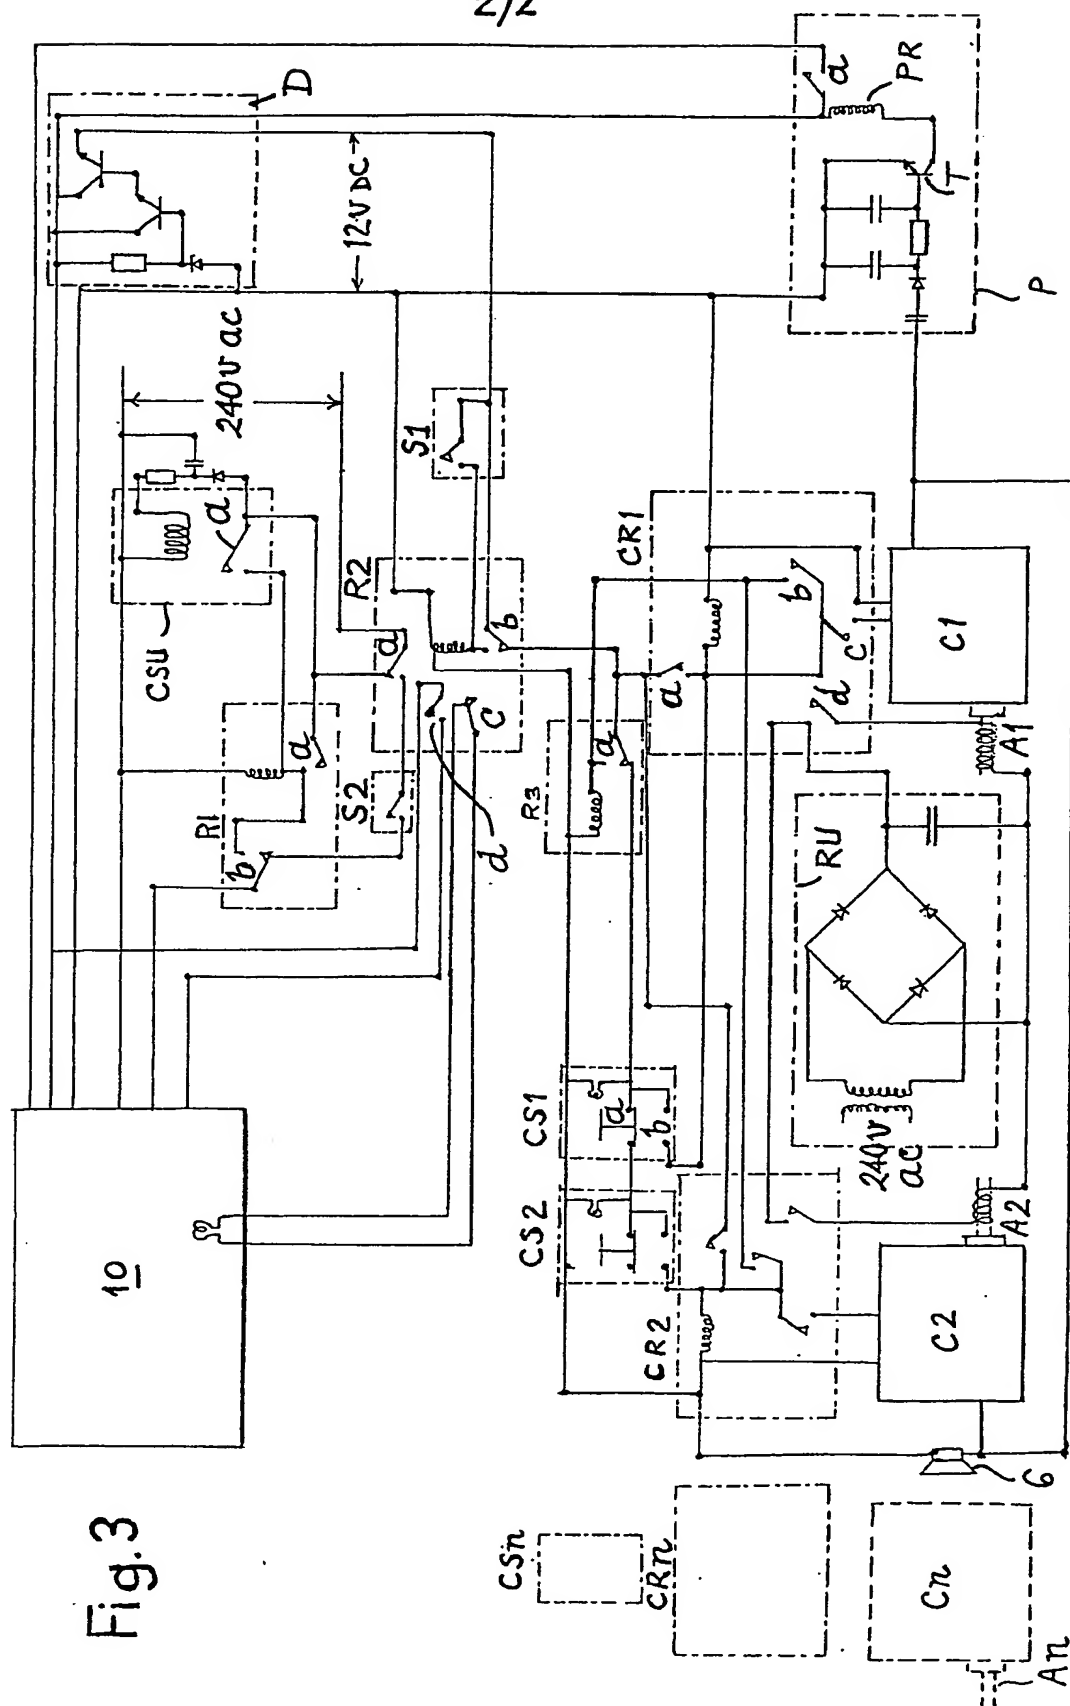 2/2
D
a
PR
12V DC
T
P
240V ac
S1
CSU
a
R2
CR1
a
b
b
c
C1
R1
a
b
S2
c
d
R3
a
a
d
A1
RU
10
CS1
a
b
240V
ac
CS2
A2
CR2
C2
6
Fig.3
CSn
CRn
Cn
An